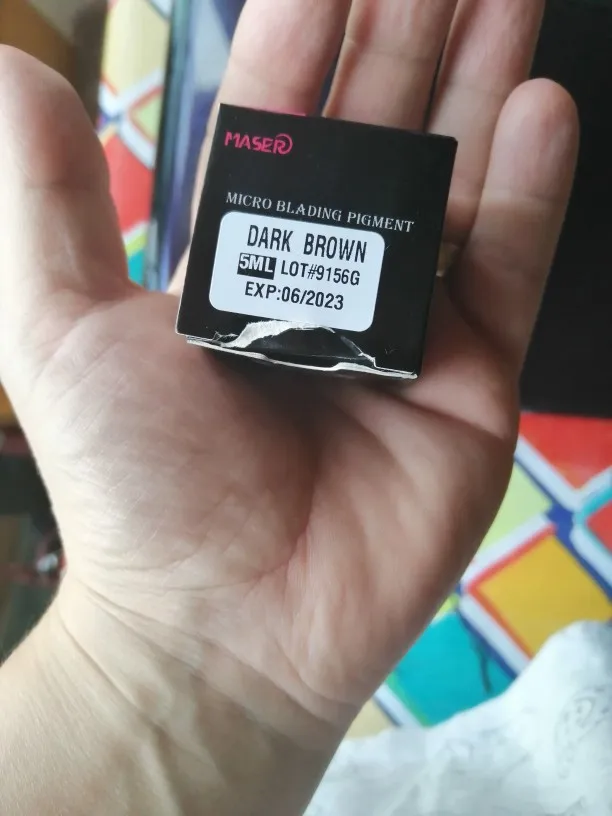 MASER
MICRO BLADING PIGMENT
DARK BROWN
5ML LOT#9156G
EXP:06/2023